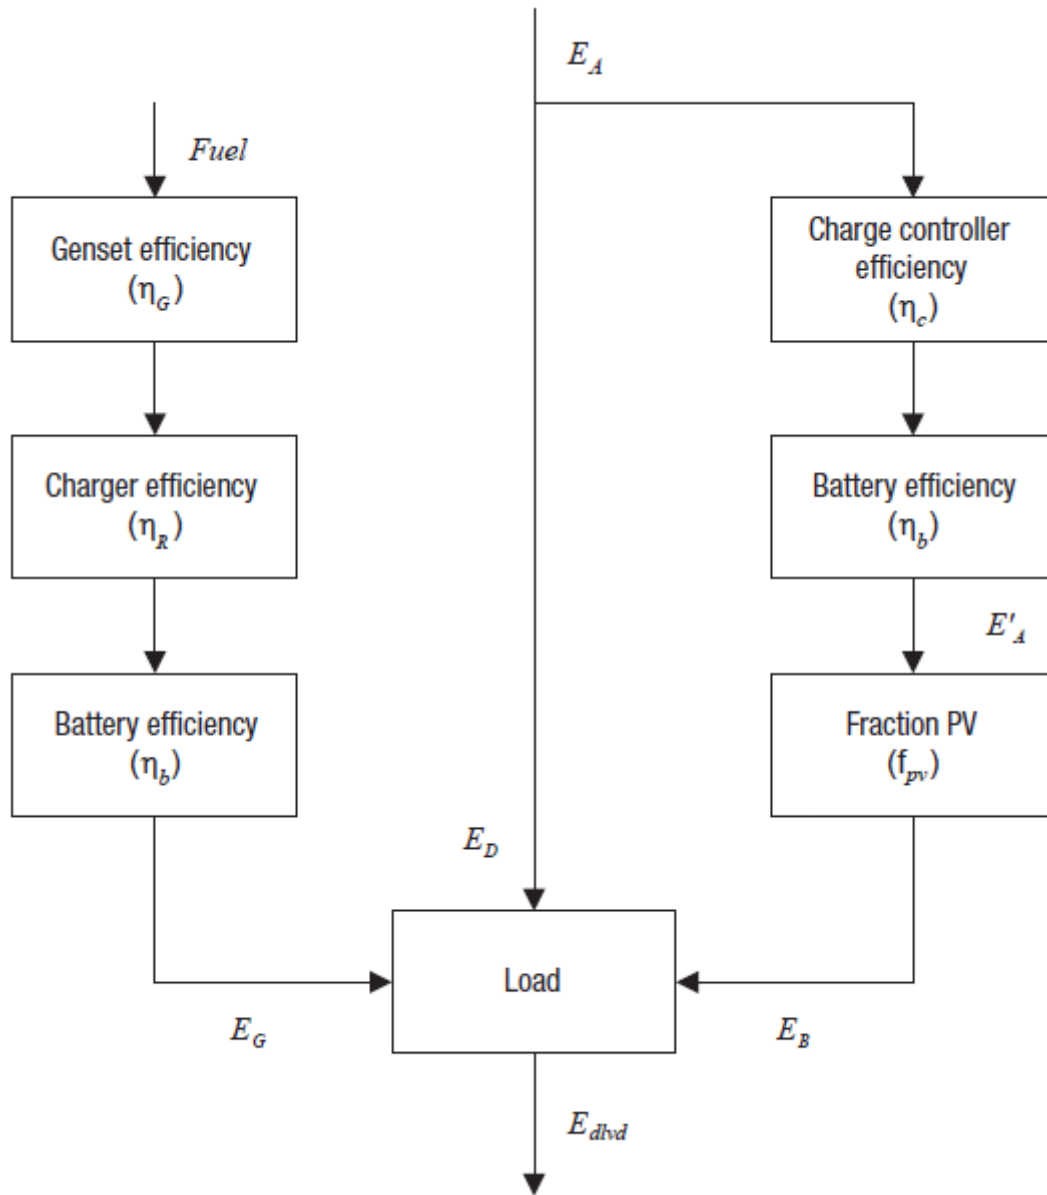 E_A
Fuel
Genset efficiency
(η_G)
Charge controller
efficiency
(η_c)
Charger efficiency
(η_R)
Battery efficiency
(η_b)
E'_A
Battery efficiency
(η_b)
Fraction PV
(f_pv)
E_D
Load
E_G
E_B
E_dlvd